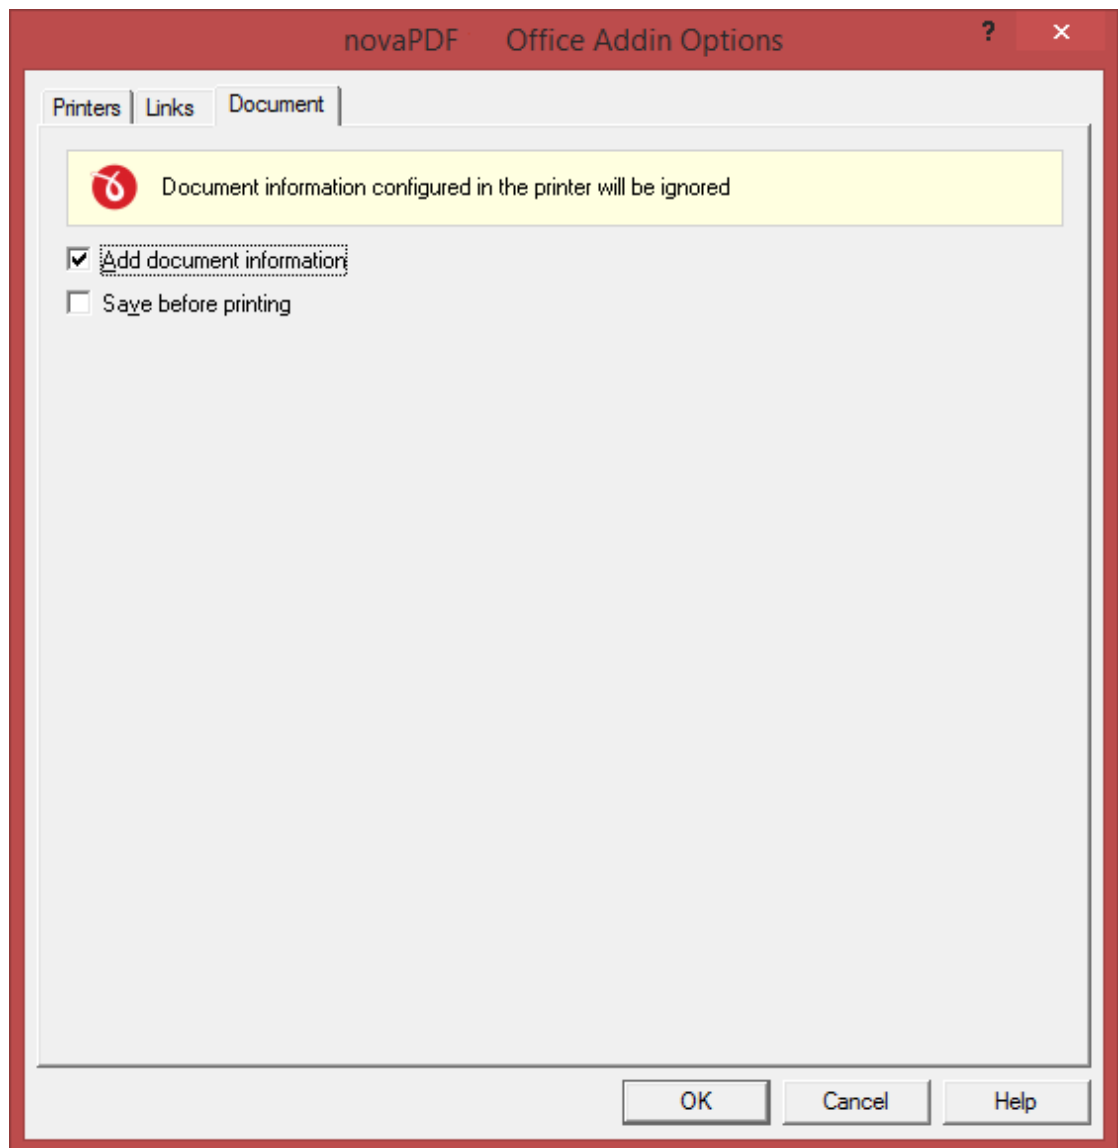 novaPDF Office Addin Options ? ×
Printers Links Document
Document information configured in the printer will be ignored
Add document information
Save before printing
OK Cancel Help